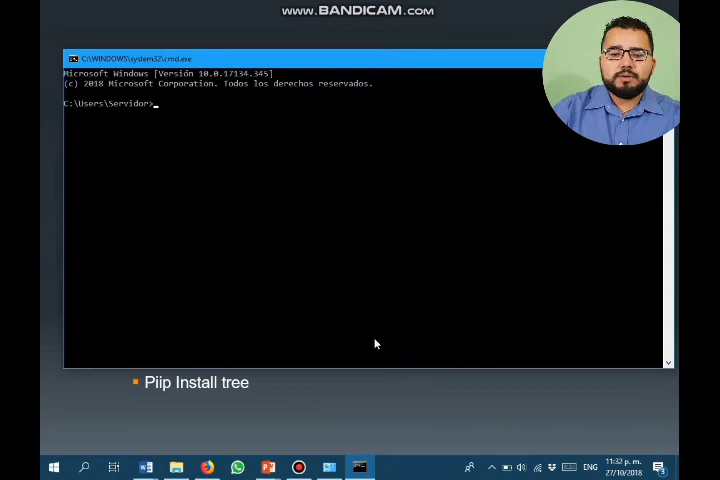 WWW.BANDICAM.COM
C:\WINDOWS\system32\cmd.exe
Microsoft Windows [Versión 10.0.17134.345]
(c) 2018 Microsoft Corporation. Todos los derechos reservados.
C:\Users\Servidor>_
Piip Install tree
ENG
11:32 p. m.
27/10/2018
3